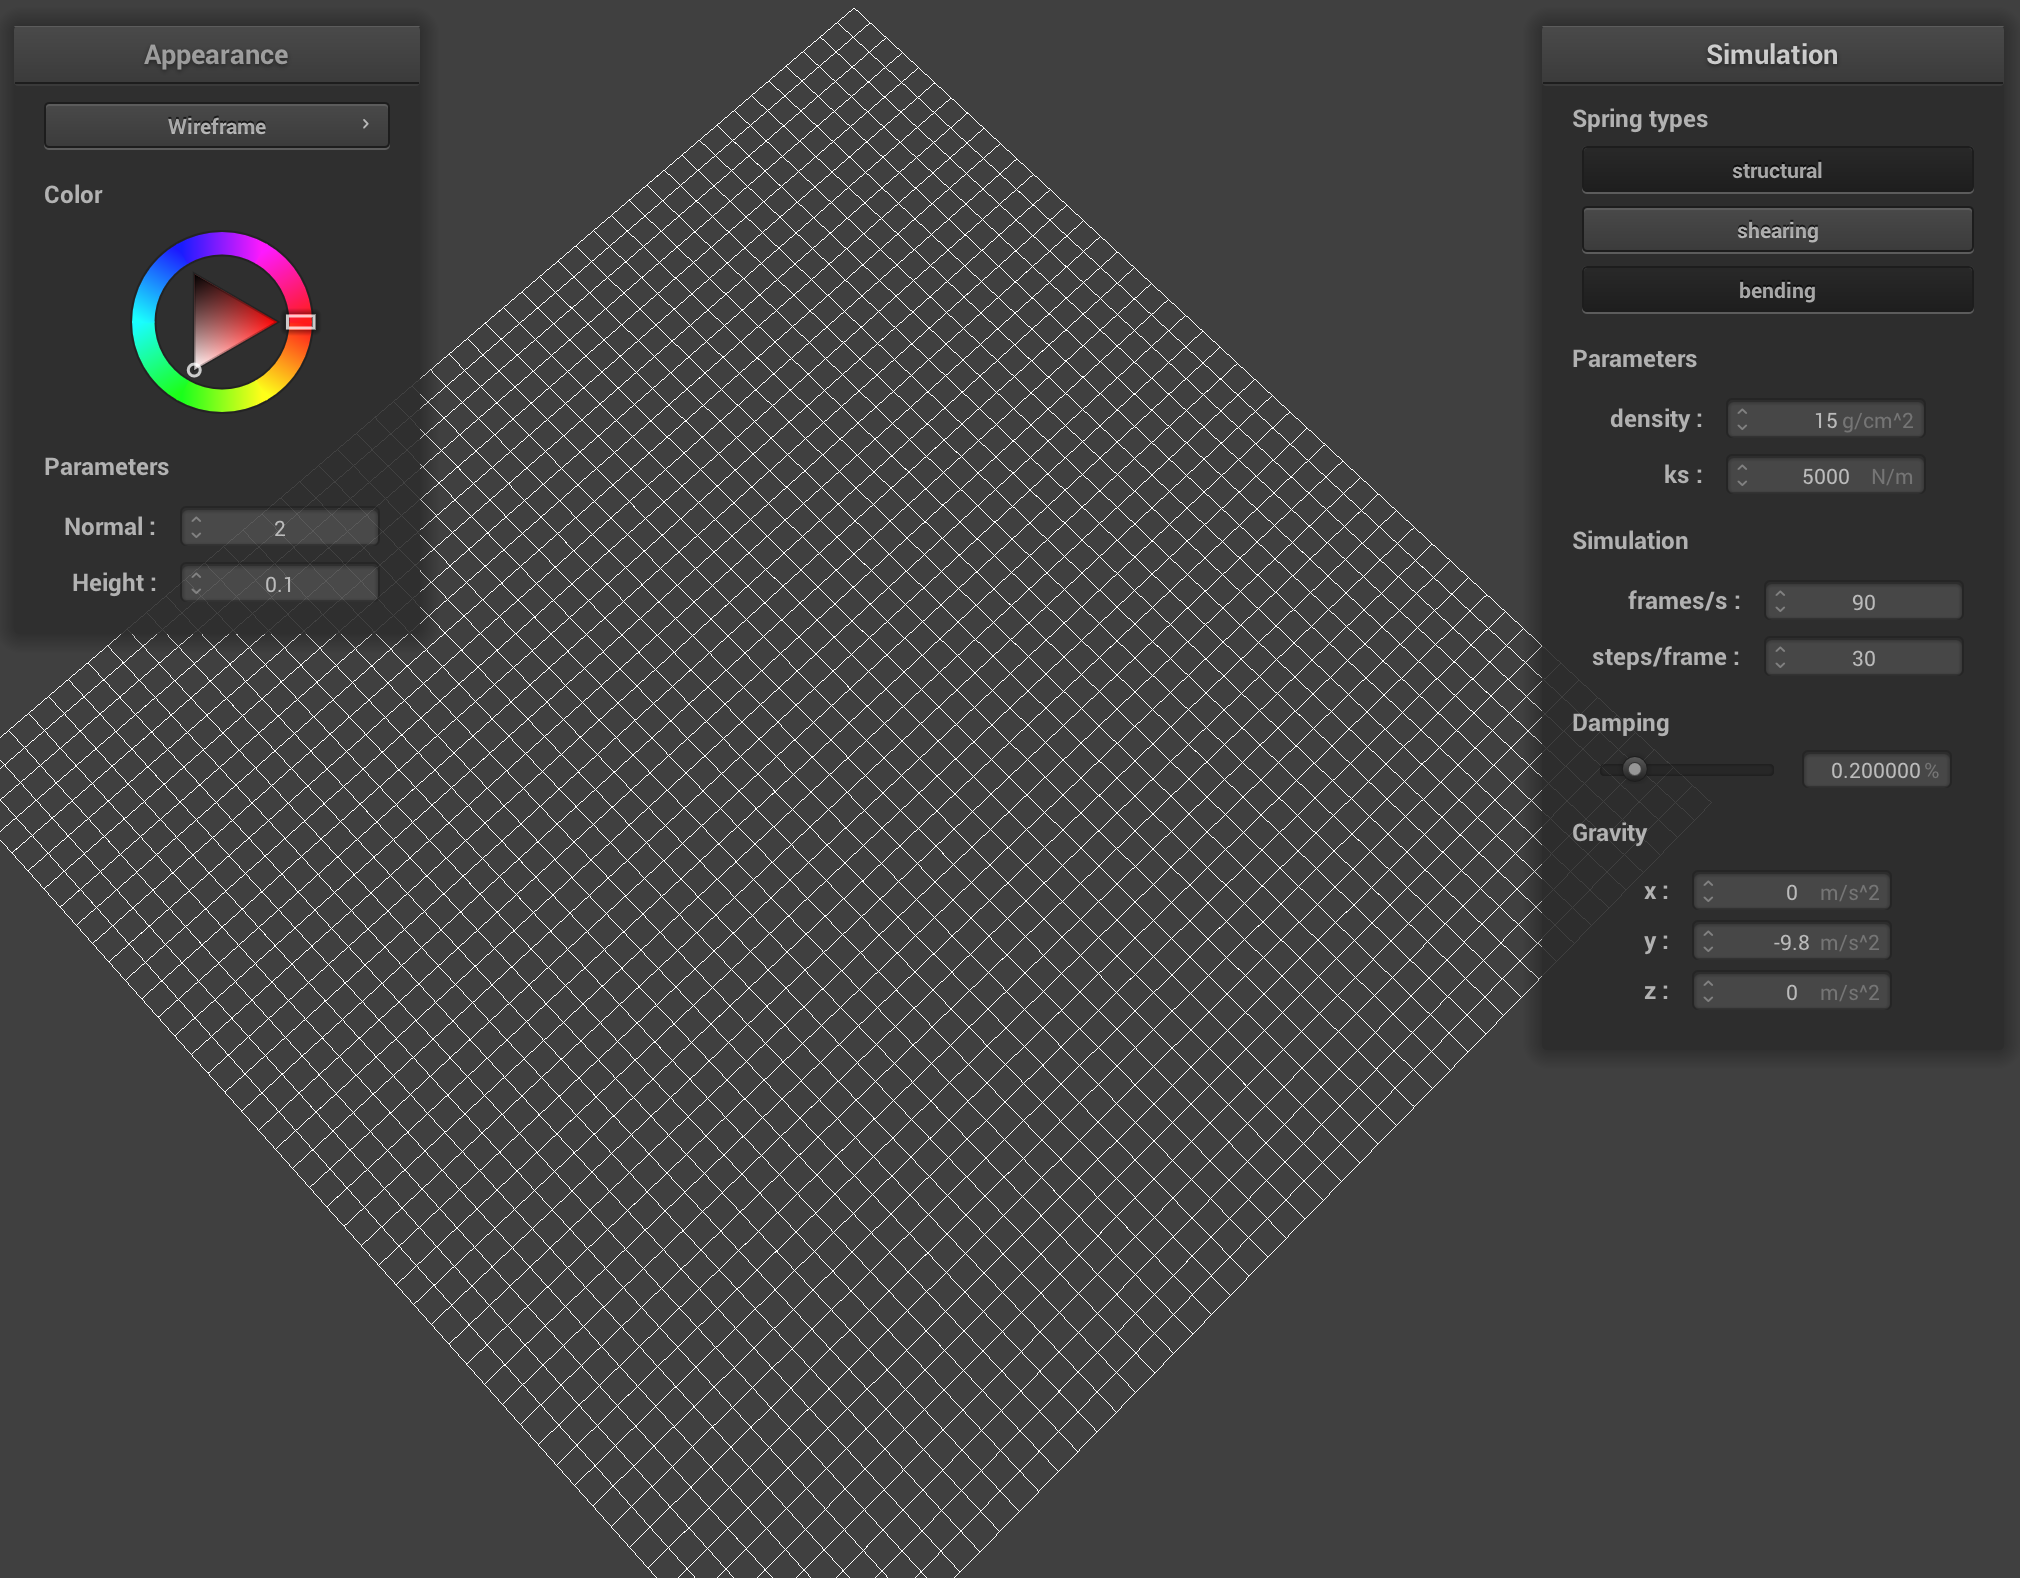 Appearance
Wireframe
Color
Parameters
Normal : 2
Height : 0.1
Simulation
Spring types
structural
shearing
bending
Parameters
density : 15 g/cm^2
ks : 5000 N/m
Simulation
frames/s : 90
steps/frame : 30
Damping
0.200000 %
Gravity
x : 0 m/s^2
y : -9.8 m/s^2
z : 0 m/s^2